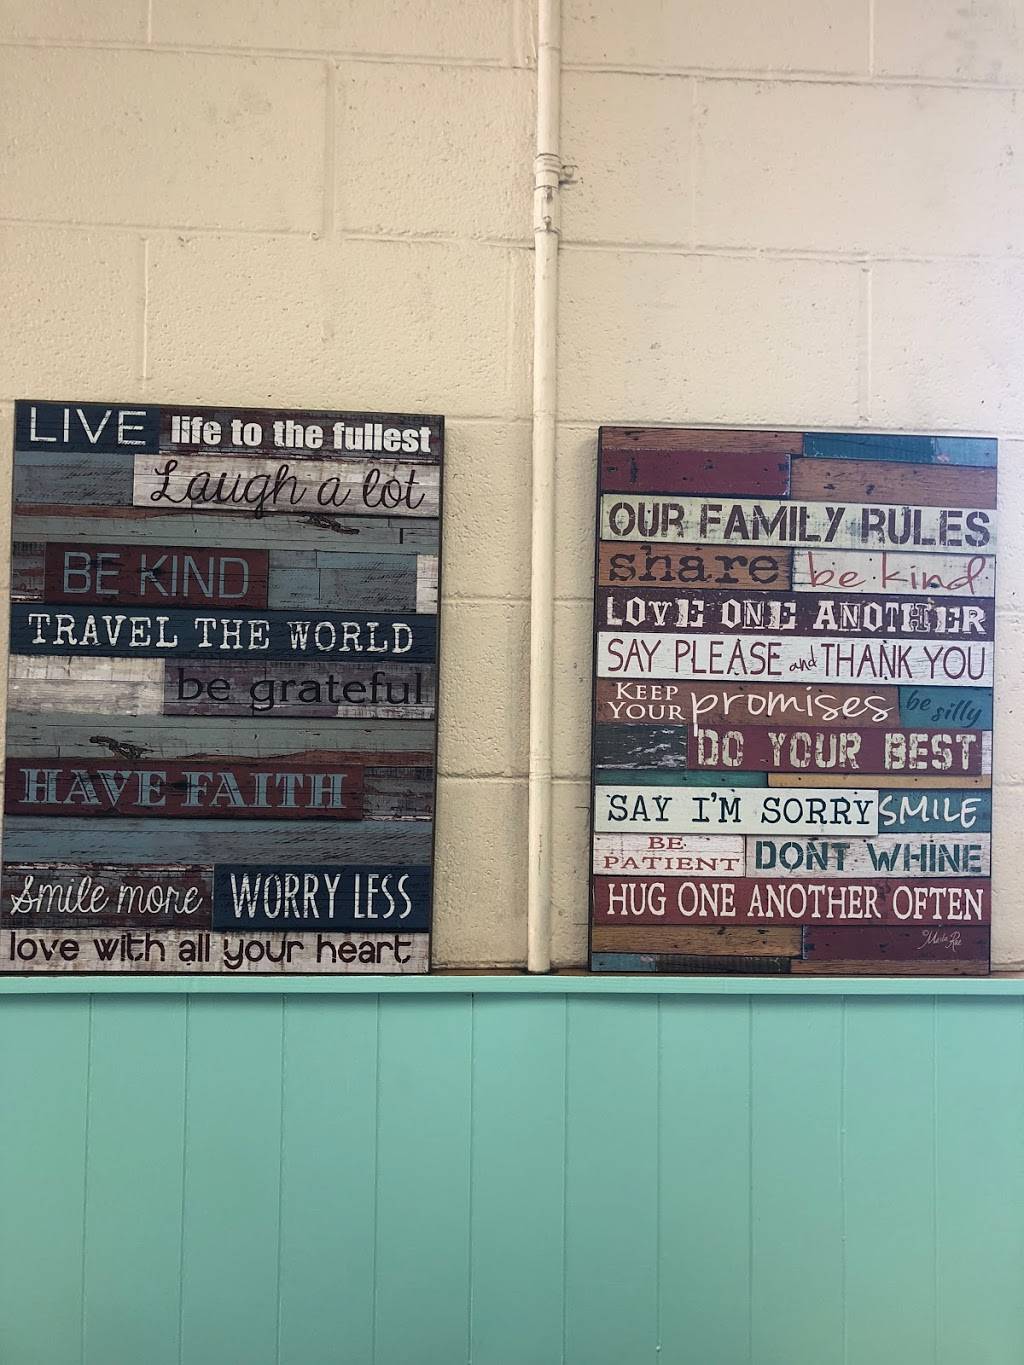 LIVE life to the fullest
Laugh a lot
BE KIND
TRAVEL THE WORLD
be grateful
HAVE FAITH
Smile more WORRY LESS
love with all your heart
OUR FAMILY RULES
share be kind
LOVE ONE ANOTHER
SAY PLEASE and THANK YOU
KEEP YOUR promises be silly
DO YOUR BEST
SAY I'M SORRY SMILE
BE PATIENT DONT WHINE
HUG ONE ANOTHER OFTEN
©Marla Rae